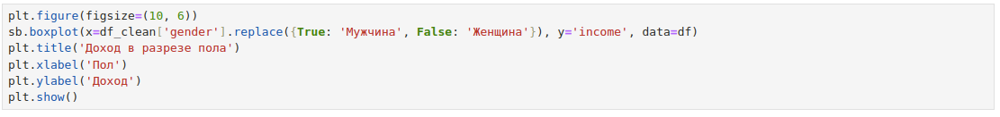 plt.figure(figsize=(10, 6))
sb.boxplot(x=df_clean['gender'].replace({True: 'Мужчина', False: 'Женщина'}), y='income', data=df)
plt.title('Доход в разрезе пола')
plt.xlabel('Пол')
plt.ylabel('Доход')
plt.show()